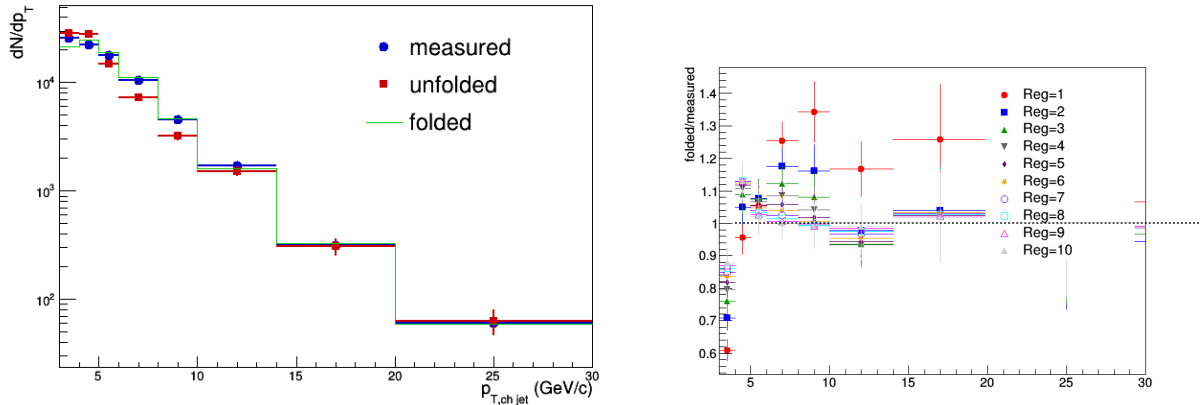 dN/dp_T
10^4
10^3
10^2
measured
unfolded
folded
5 10 15 20 25 30
p_T,ch jet (GeV/c)
folded/measured
1.4
1.3
1.2
1.1
1
0.9
0.8
0.7
0.6
Reg=1
Reg=2
Reg=3
Reg=4
Reg=5
Reg=6
Reg=7
Reg=8
Reg=9
Reg=10
5 10 15 20 25 30